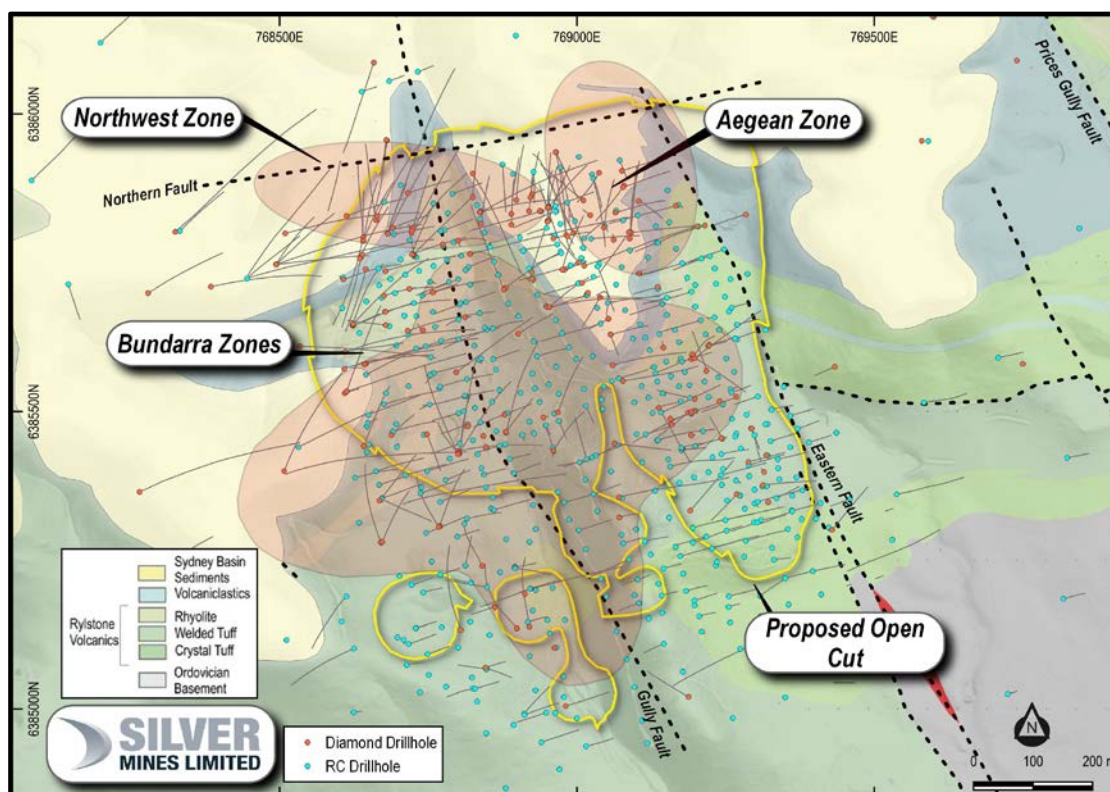 768500E
769000E
769500E
6386000N
6385500N
6385000N
Northwest Zone
Aegean Zone
Prices Gully Fault
Northern Fault
Bundarra Zones
Eastern Fault
Gully Fault
Proposed Open
Cut
Sydney Basin
Sediments
Volcaniclastics
Rylstone
Volcanics
Rhyolite
Welded Tuff
Crystal Tuff
Ordovician
Basement
SILVER
MINES LIMITED
Diamond Drillhole
RC Drillhole
N
0 100 200 m